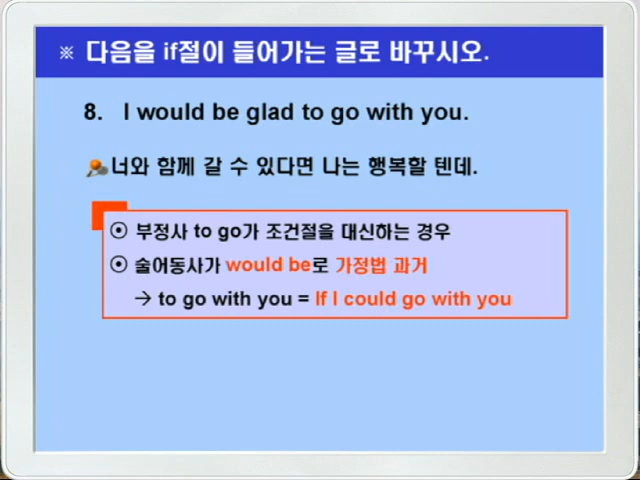 ※ 다음을 if절이 들어가는 글로 바꾸시오.
8. I would be glad to go with you.
너와 함께 갈 수 있다면 나는 행복할 텐데.
⊙ 부정사 to go가 조건절을 대신하는 경우
⊙ 술어동사가 would be로 가정법 과거
→ to go with you = If I could go with you